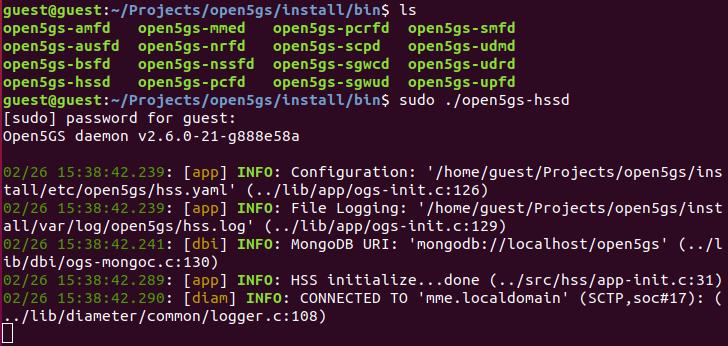 guest@guest:~/Projects/open5gs/install/bin$ ls
open5gs-amfd open5gs-mmed open5gs-pcrfd open5gs-smfd
open5gs-ausfd open5gs-nrfd open5gs-scpd open5gs-udmd
open5gs-bsfd open5gs-nssfd open5gs-sgwcd open5gs-udrd
open5gs-hssd open5gs-pcfd open5gs-sgwud open5gs-upfd
guest@guest:~/Projects/open5gs/install/bin$ sudo ./open5gs-hssd
[sudo] password for guest:
Open5GS daemon v2.6.0-21-g888e58a
02/26 15:38:42.239: [app] INFO: Configuration: '/home/guest/Projects/open5gs/ins
tall/etc/open5gs/hss.yaml' (../lib/app/ogs-init.c:126)
02/26 15:38:42.239: [app] INFO: File Logging: '/home/guest/Projects/open5gs/inst
all/var/log/open5gs/hss.log' (../lib/app/ogs-init.c:129)
02/26 15:38:42.241: [dbi] INFO: MongoDB URI: 'mongodb://localhost/open5gs' (../l
ib/dbi/ogs-mongoc.c:130)
02/26 15:38:42.289: [app] INFO: HSS initialize...done (../src/hss/app-init.c:31)
02/26 15:38:42.290: [diam] INFO: CONNECTED TO 'mme.localdomain' (SCTP,soc#17): (
../lib/diameter/common/logger.c:108)